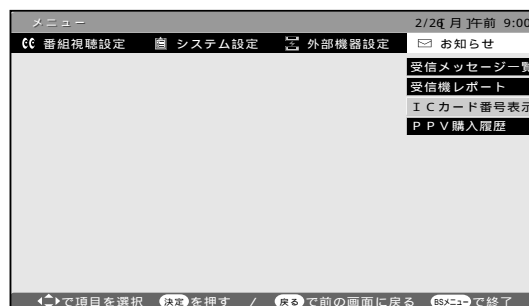 メニュー 2/26[月]午前 9:00
番組視聴設定 システム設定 外部機器設定 お知らせ
受信メッセージ一覧
受信機レポート
ICカード番号表示
PPV購入履歴
で項目を選択 決定を押す / 戻るで前の画面に戻る BSメニューで終了